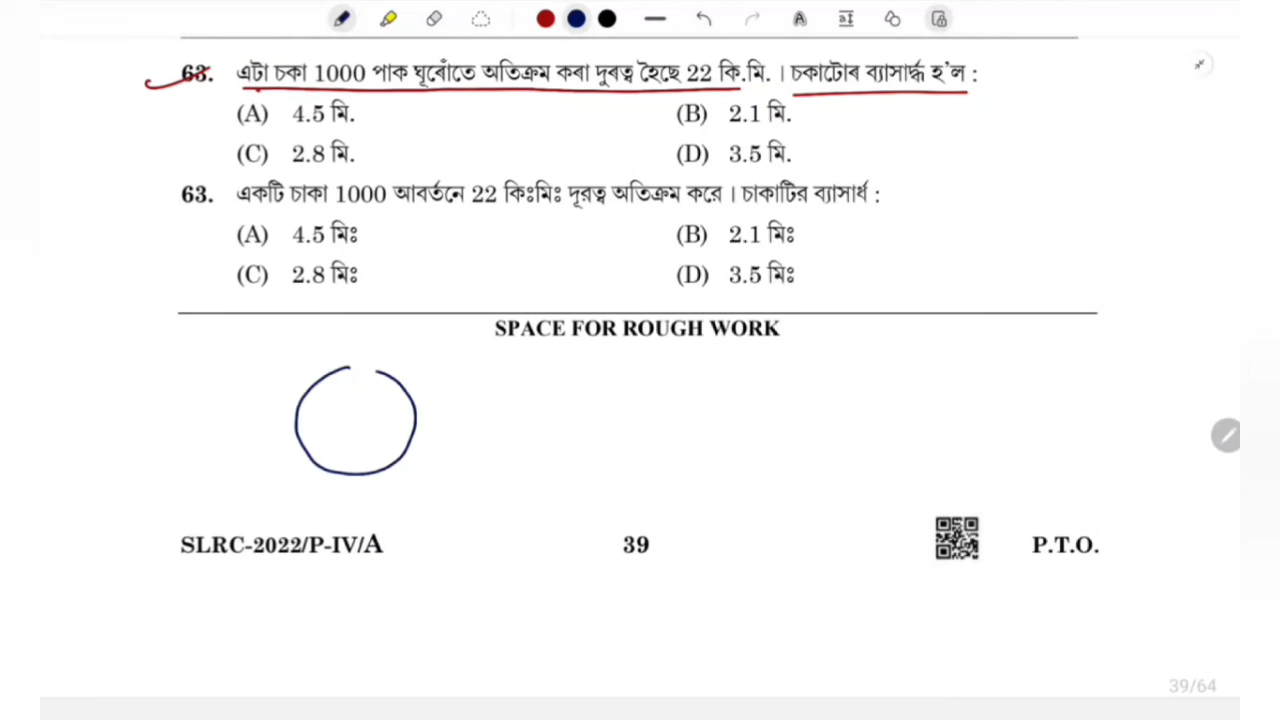 63. এটা চকা 1000 পাক ঘূৰোঁতে অতিক্ৰম কৰা দুৰত্ব হৈছে 22 কি.মি. । চকাটোৰ ব্যাসাৰ্দ্ধ হ'ল :
(A) 4.5 মি. (B) 2.1 মি.
(C) 2.8 মি. (D) 3.5 মি.
63. একটি চাকা 1000 আবর্তনে 22 কিঃমিঃ দূরত্ব অতিক্রম করে । চাকাটির ব্যাসার্ধ :
(A) 4.5 মিঃ (B) 2.1 মিঃ
(C) 2.8 মিঃ (D) 3.5 মিঃ
SPACE FOR ROUGH WORK
SLRC-2022/P-IV/A 39 P.T.O.
39/64